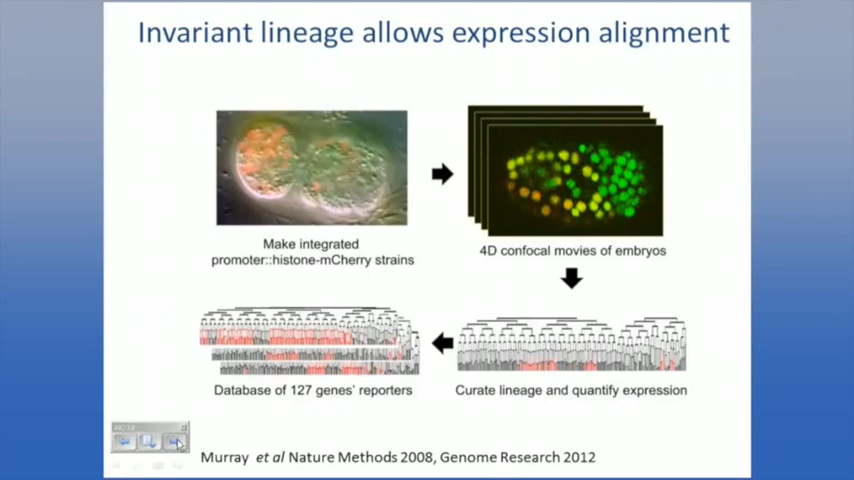 Invariant lineage allows expression alignment
Make integrated
promoter::histone-mCherry strains
4D confocal movies of embryos
Database of 127 genes' reporters
Curate lineage and quantify expression
Murray et al Nature Methods 2008, Genome Research 2012